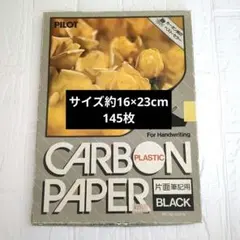 PILOT
サイズ約16×23cm
145枚
For Handwriting
CARBON
PLASTIC
PAPER
片面筆記用
BLACK